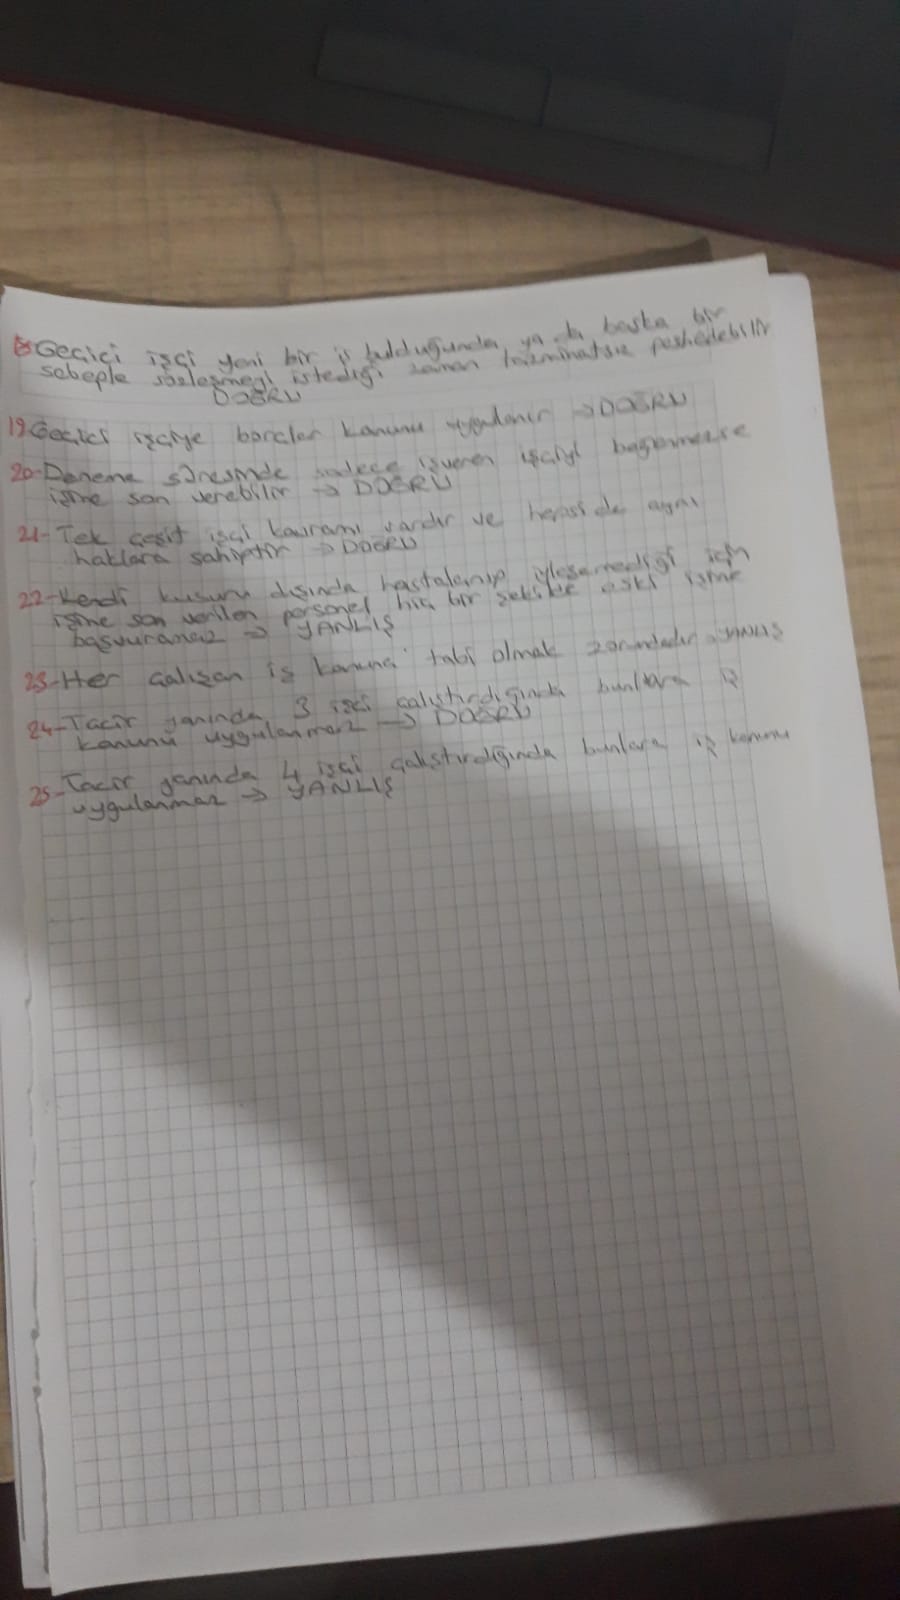 18-Geçici işçi yeni bir iş bulduğunda, ya da başka bir
sebeple sözleşmeyi istediği zaman tazminatsız feshedebilir
DOĞRU
19-Geçici işçiye borçlar kanunu uygulanır → DOĞRU
20-Deneme süresinde sadece işveren işçiyi beğenmezse
işine son verebilir → DOĞRU
21-Tek çeşit işçi kavramı vardır ve hepsi de aynı
haklara sahiptir → DOĞRU
22-Kendi kusuru dışında hastalanıp iyileşemediği için
işine son verilen personel hiç bir şekilde eski işine
başvuramaz → YANLIŞ
23-Her çalışan iş kanuna tabi olmak zorundadır → YANLIŞ
24-Tacir yanında 3 işçi çalıştırdığında bunlara iş
kanunu uygulanmaz → DOĞRU
25-Tacir yanında 4 işçi çalıştırdığında bunlara iş kanunu
uygulanmaz → YANLIŞ